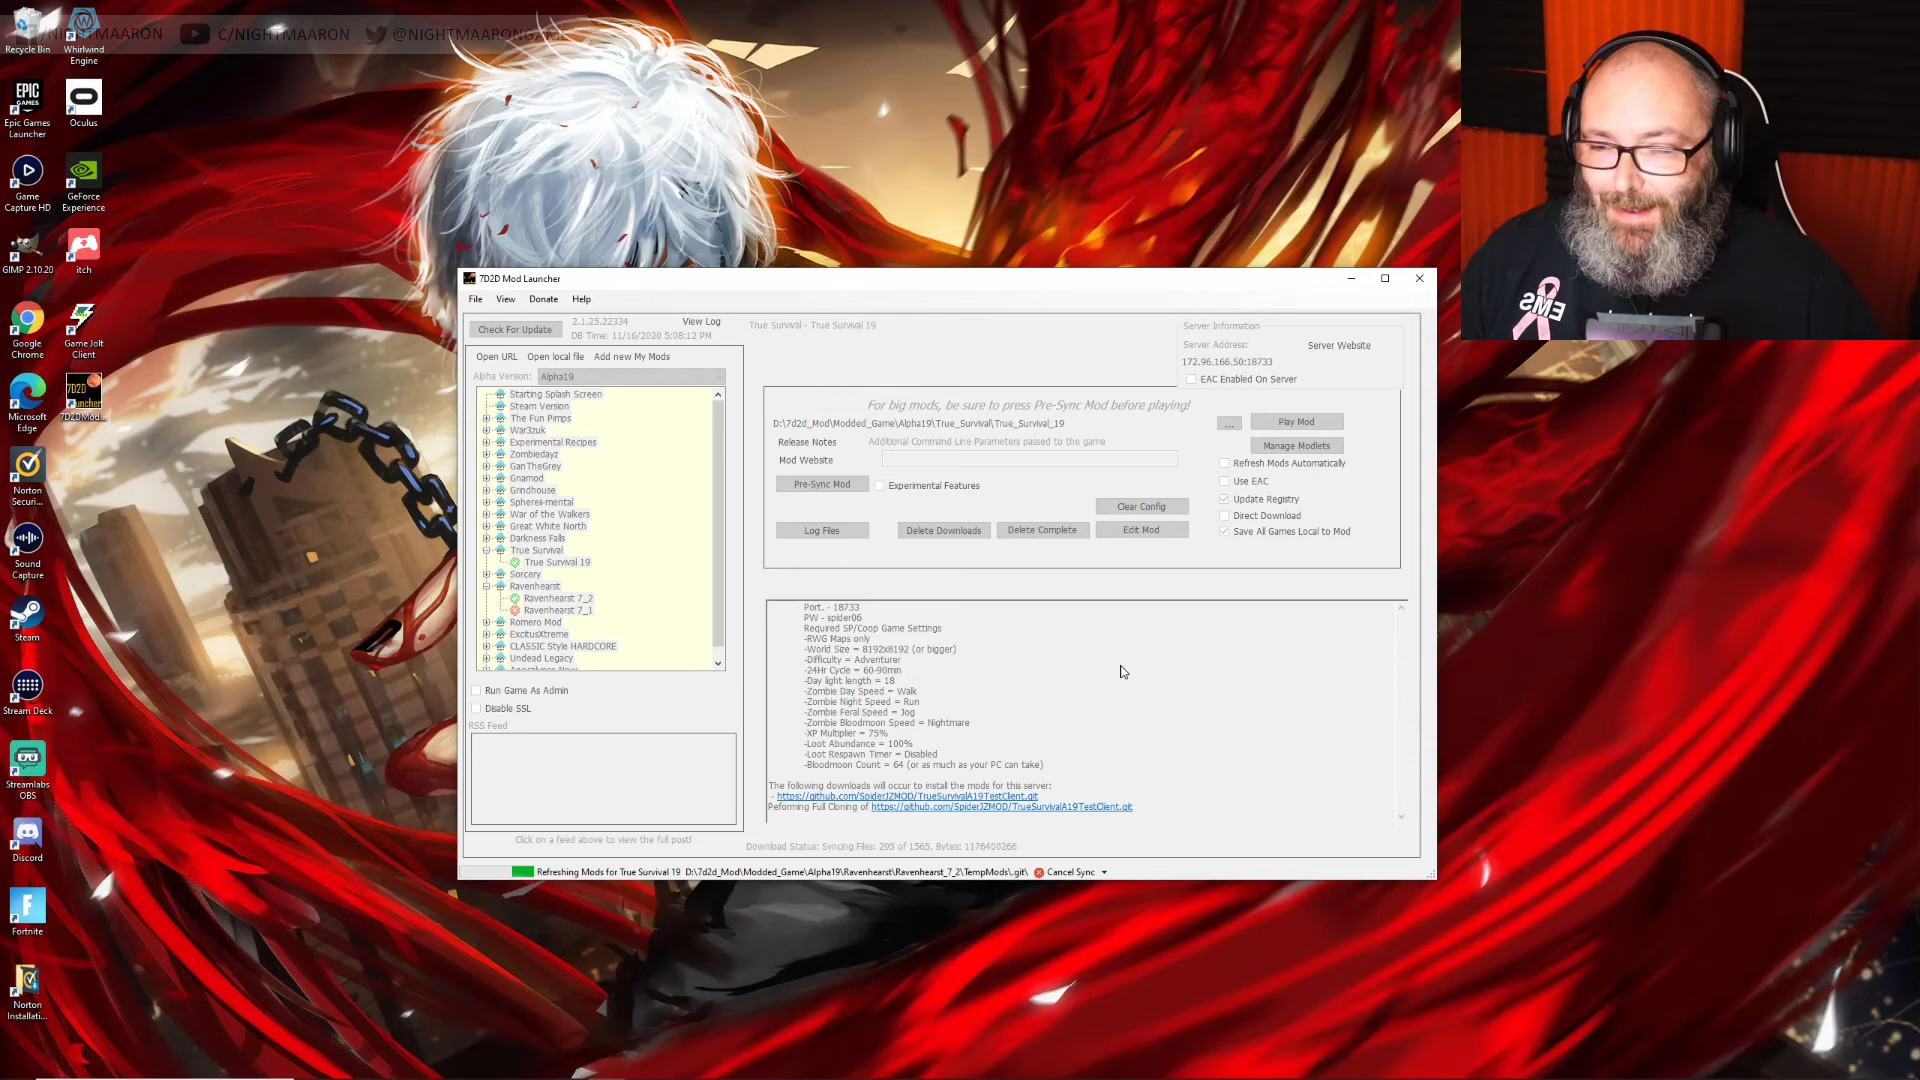 /NIGHTMAARON
C/NIGHTMAARON
@NIGHTMAARONGAME
Recycle Bin
Whirlwind
Engine
EPIC
GAMES
Epic Games
Launcher
Oculus
Game
Capture HD
GeForce
Experience
GIMP 2.10.20
itch
Google
Chrome
Game Jolt
Client
Microsoft
Edge
7D2D
Launcher
7D2DMod...
Norton
Securi...
Sound
Capture
Steam
Stream Deck
Streamlabs
OBS
Discord
Fortnite
Norton
Installati...
EMS
7D2D Mod Launcher
File
View
Donate
Help
Check For Update
2.1.25.22334
View Log
DB Time: 11/16/2020 5:08:12 PM
Open URL
Open local file
Add new My Mods
Alpha Version:
Alpha19
Starting Splash Screen
Steam Version
The Fun Pimps
War3zuk
Experimental Recipes
Zombiedayz
GanTheGrey
Gnamod
Grindhouse
Sphereii-mental
War of the Walkers
Great White North
Darkness Falls
True Survival
True Survival 19
Sorcery
Ravenhearst
Ravenhearst 7_2
Ravenhearst 7_1
Romero Mod
ExcitusXtreme
CLASSIC Style HARDCORE
Undead Legacy
Apocalypse Now
Run Game As Admin
Disable SSL
RSS Feed
Click on a feed above to view the full post!
True Survival - True Survival 19
Server Information
Server Address:
Server Website
172.96.166.50:18733
EAC Enabled On Server
For big mods, be sure to press Pre-Sync Mod before playing!
D:\7d2d_Mod\Modded_Game\Alpha19\True_Survival\True_Survival_19
...
Play Mod
Release Notes
Additional Command Line Parameters passed to the game
Manage Modlets
Mod Website
Refresh Mods Automatically
Pre-Sync Mod
Experimental Features
Use EAC
Clear Config
Update Registry
Direct Download
Log Files
Delete Downloads
Delete Complete
Edit Mod
Save All Games Local to Mod
Port. - 18733
PW - spider06
Required SP/Coop Game Settings
-RWG Maps only
-World Size = 8192x8192 (or bigger)
-Difficulty = Adventurer
-24Hr Cycle = 60-90min
-Day light length = 18
-Zombie Day Speed = Walk
-Zombie Night Speed = Run
-Zombie Feral Speed = Jog
-Zombie Bloodmoon Speed = Nightmare
-XP Multiplier = 75%
-Loot Abundance = 100%
-Loot Respawn Timer = Disabled
-Bloodmoon Count = 64 (or as much as your PC can take)
The following downloads will occur to install the mods for this server:
- https://github.com/SpiderJZMOD/TrueSurvivalA19TestClient.git
Peforming Full Cloning of https://github.com/SpiderJZMOD/TrueSurvivalA19TestClient.git
Download Status: Syncing Files: 295 of 1565, Bytes: 1176400266
Refreshing Mods for True Survival 19 D:\7d2d_Mod\Modded_Game\Alpha19\Ravenhearst\Ravenhearst_7_2\TempMods\.git\ Cancel Sync